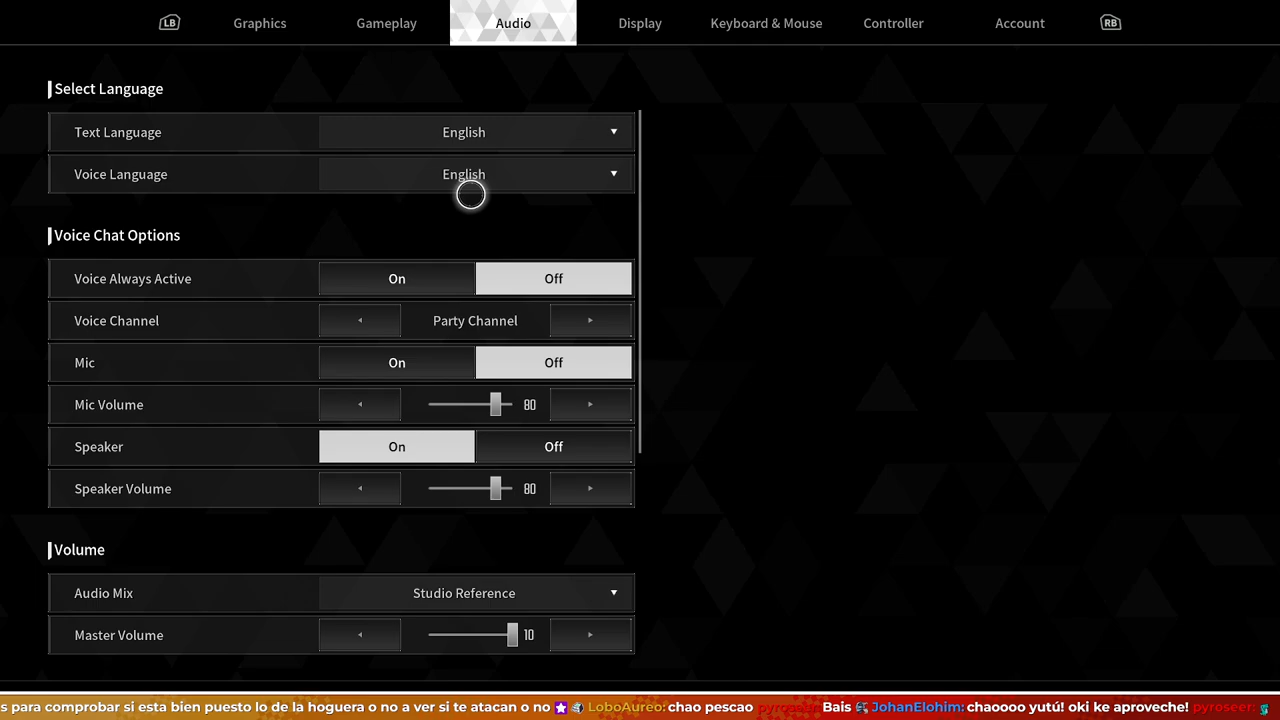 LB Graphics Gameplay Audio Display Keyboard & Mouse Controller Account RB
Select Language
Text Language English
Voice Language English
Voice Chat Options
Voice Always Active On Off
Voice Channel Party Channel
Mic On Off
Mic Volume 80
Speaker On Off
Speaker Volume 80
Volume
Audio Mix Studio Reference
Master Volume 10
s para comprobar si esta bien puesto lo de la hoguera o no a ver si te atacan o no LoboAureo: chao pescao pyroseer: Bais JohanElohim: chaoooo yutú! oki ke aproveche! pyroseer: